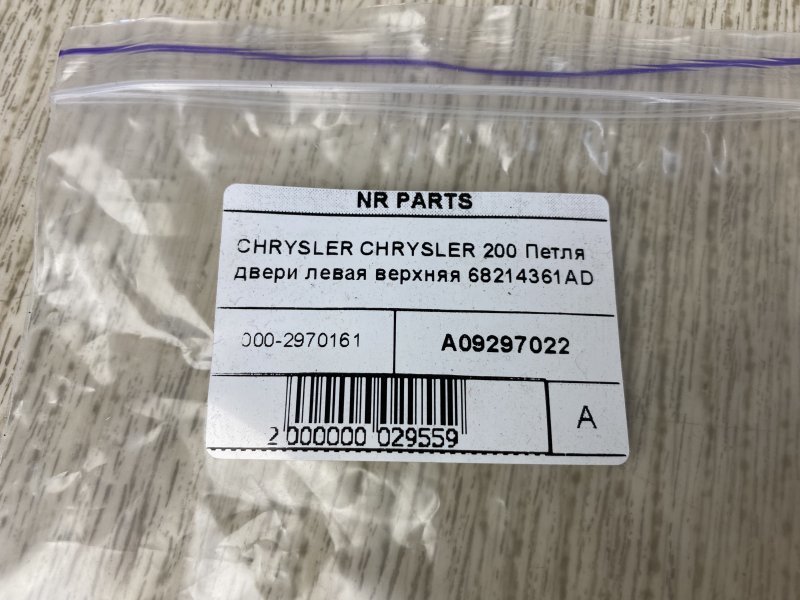 NR PARTS
CHRYSLER CHRYSLER 200 Петля
двери левая верхняя 68214361AD
000-2970161
A09297022
2 000000 029559
A